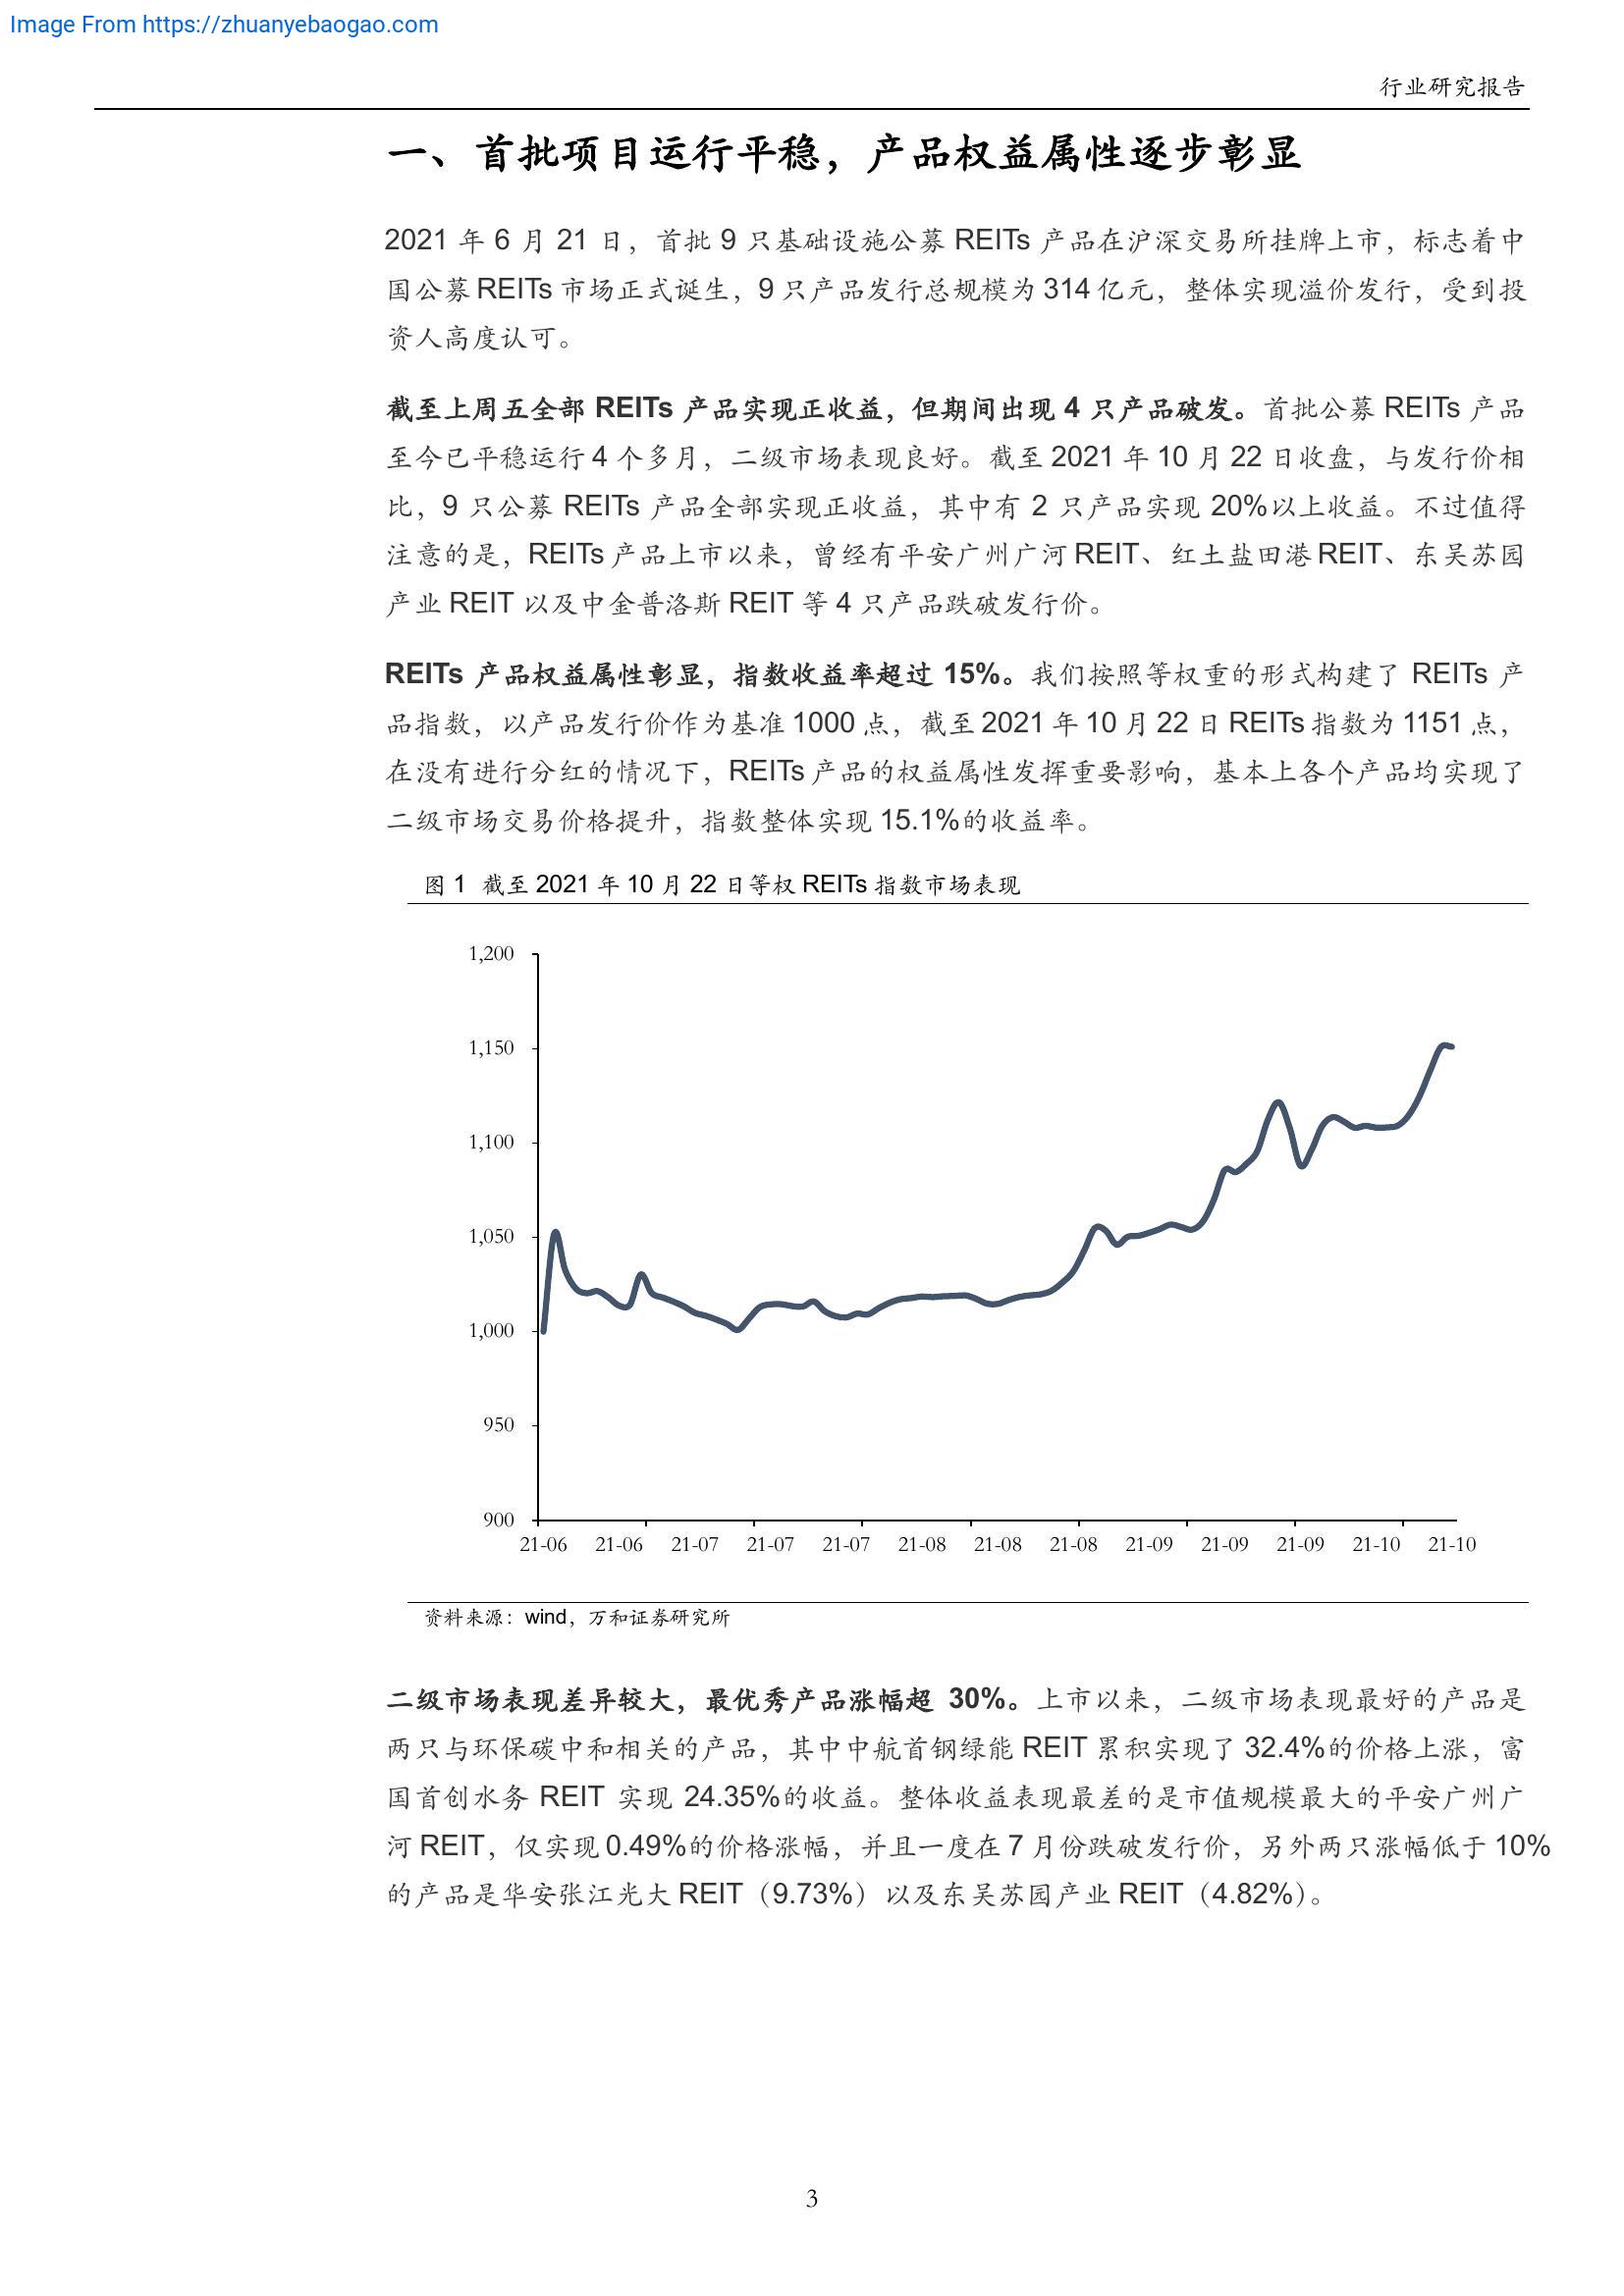 Image From https://zhuanyebaogao.com
行业研究报告
一、首批项目运行平稳，产品权益属性逐步彰显
2021 年 6 月 21 日，首批 9 只基础设施公募 REITs 产品在沪深交易所挂牌上市，标志着中
国公募 REITs 市场正式诞生，9 只产品发行总规模为 314 亿元，整体实现溢价发行，受到投
资人高度认可。
截至上周五全部 REITs 产品实现正收益，但期间出现 4 只产品破发。首批公募 REITs 产品
至今已平稳运行 4 个多月，二级市场表现良好。截至 2021 年 10 月 22 日收盘，与发行价相
比，9 只公募 REITs 产品全部实现正收益，其中有 2 只产品实现 20%以上收益。不过值得
注意的是，REITs 产品上市以来，曾经有平安广州广河 REIT、红土盐田港 REIT、东吴苏园
产业 REIT 以及中金普洛斯 REIT 等 4 只产品跌破发行价。
REITs 产品权益属性彰显，指数收益率超过 15%。我们按照等权重的形式构建了 REITs 产
品指数，以产品发行价作为基准 1000 点，截至 2021 年 10 月 22 日 REITs 指数为 1151 点，
在没有进行分红的情况下，REITs 产品的权益属性发挥重要影响，基本上各个产品均实现了
二级市场交易价格提升，指数整体实现 15.1%的收益率。
图 1 截至 2021 年 10 月 22 日等权 REITs 指数市场表现
1,200
1,150
1,100
1,050
1,000
950
900
21-06 21-06 21-07 21-07 21-07 21-08 21-08 21-08 21-09 21-09 21-09 21-10 21-10
资料来源：wind，万和证券研究所
二级市场表现差异较大，最优秀产品涨幅超 30%。上市以来，二级市场表现最好的产品是
两只与环保碳中和相关的产品，其中中航首钢绿能 REIT 累积实现了 32.4%的价格上涨，富
国首创水务 REIT 实现 24.35%的收益。整体收益表现最差的是市值规模最大的平安广州广
河 REIT，仅实现 0.49%的价格涨幅，并且一度在 7 月份跌破发行价，另外两只涨幅低于 10%
的产品是华安张江光大 REIT（9.73%）以及东吴苏园产业 REIT（4.82%）。
3